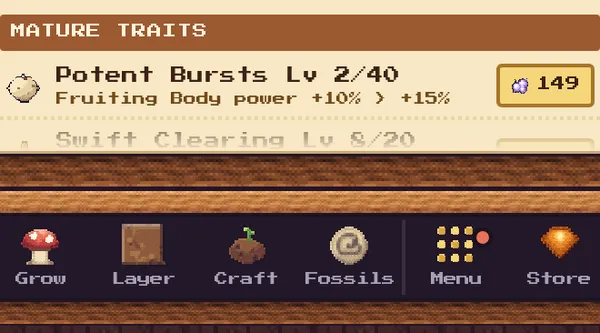 MATURE TRAITS
Potent Bursts Lv 2/40
Fruiting Body power +10% > +15%
149
Swift Clearing Lv 8/20
Grow Layer Craft Fossils Menu Store